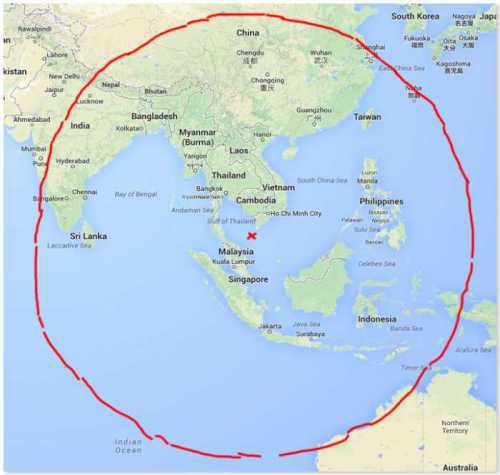 South Korea
Nagoya
名古屋
Japa
Rawalpindi
China
Fukuoka
福岡
Osaka
大阪
Oita
大分
an
Lahore
Chengdu
成都
Wuhan
武汉
Shanghai
Kagoshima
鹿児島
East China Sea
kistan
New Delhi
Nepal
Chongqing
重庆
Jaipur
Lucknow
Bhutan
Naha
那覇
Ahmedabad
India
Bangladesh
Kolkata
Guangzhou
广州
Taiwan
Myanmar
(Burma)
Hanoi
Mumbai
Pune
Hyderabad
Laos
Yangon
Luzon
Thailand
South China Sea
Manila
Bay of Bengal
Bangkok
Vietnam
Bangalore
Chennai
Cambodia
Philippines
Andaman Sea
Ho Chi Minh City
Palawan
Gulf of Thailand
Sulu Sea
Sri Lanka
Laccadive Sea
Malaysia
Kuala Lumpur
Celebes Sea
Singapore
Indonesia
Jakarta
Java Sea
Surabaya
Banda Sea
Arafura Sea
Timor Sea
Northern
Territory
Indian
Ocean
Australia